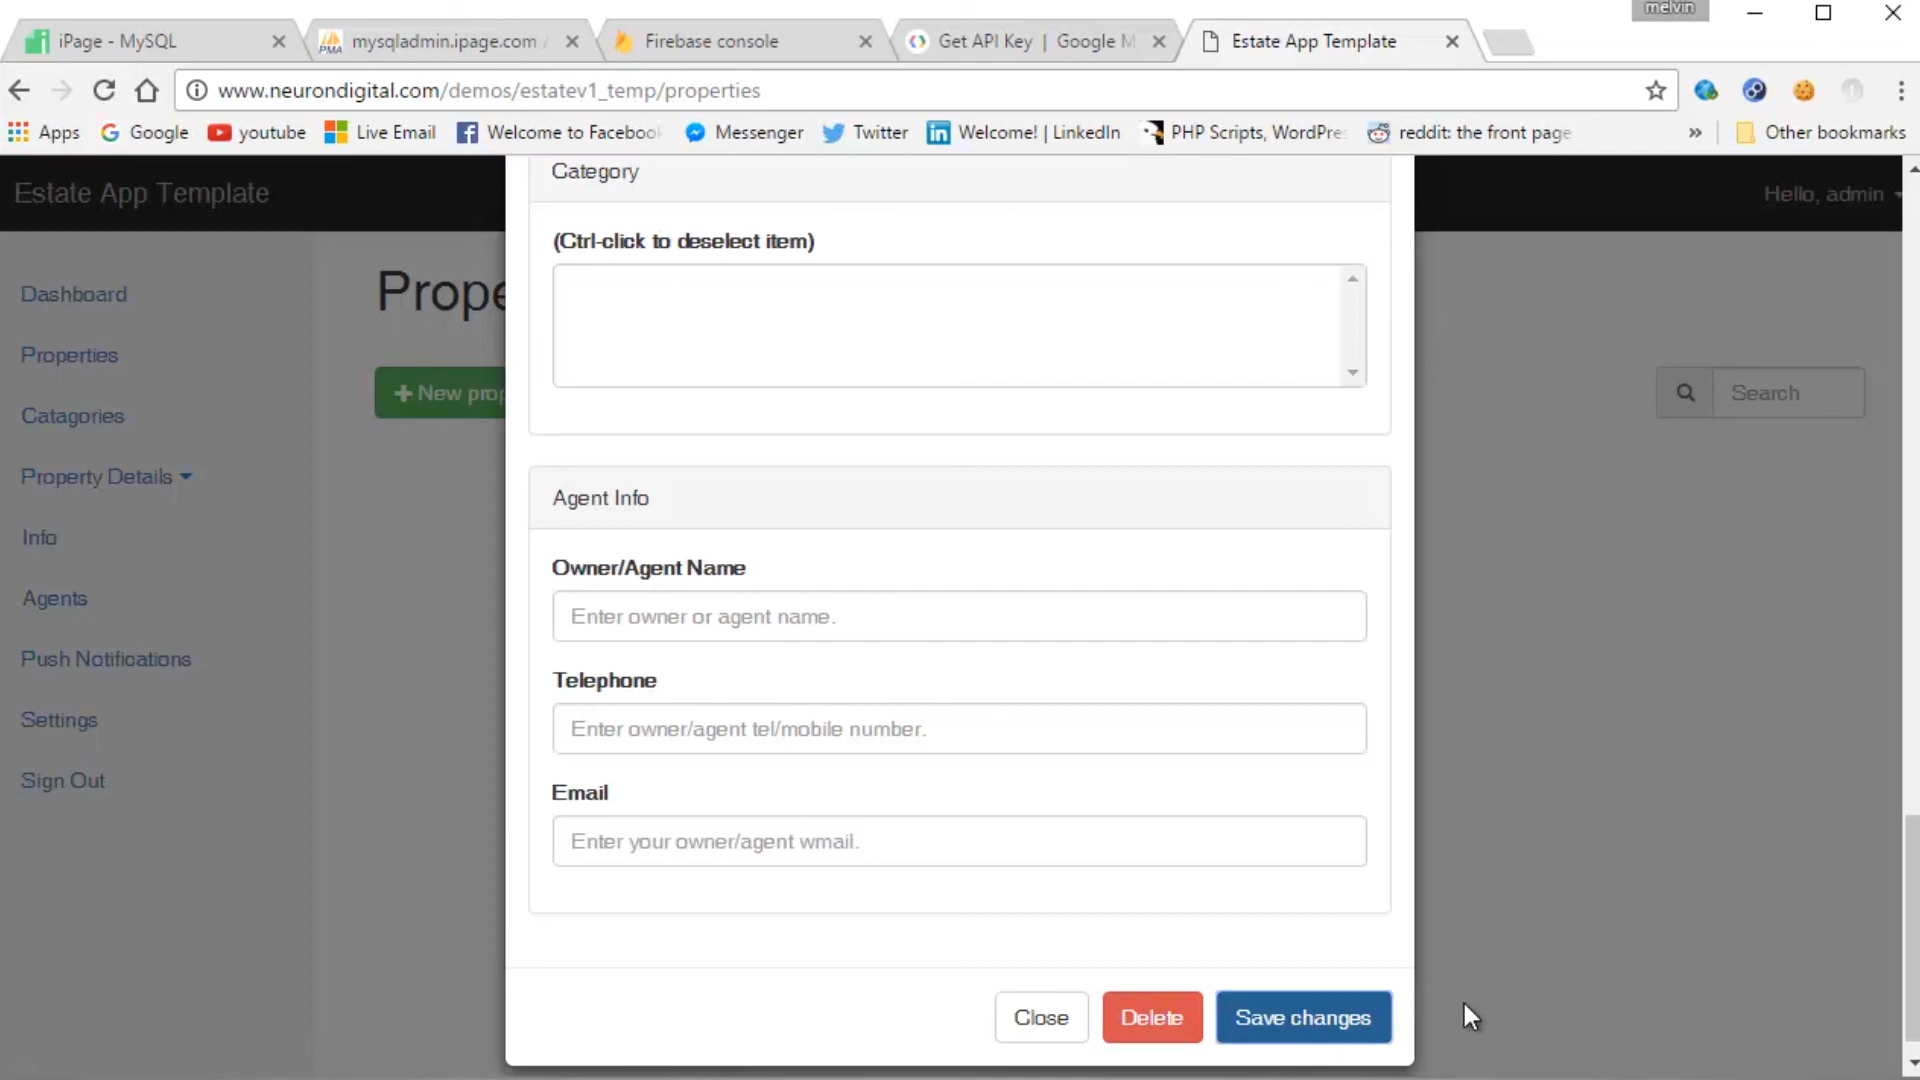 melvin
iPage - MySQL
mysqladmin.ipage.com /
Firebase console
Get API Key | Google M
Estate App Template
www.neurondigital.com/demos/estatev1_temp/properties
Apps
Google
youtube
Live Email
Welcome to Facebook
Messenger
Twitter
Welcome! | LinkedIn
PHP Scripts, WordPre
reddit: the front page
»
Other bookmarks
Estate App Template
Hello, admin
Dashboard
Properties
Catagories
Property Details
Info
Agents
Push Notifications
Settings
Sign Out
Prope
+ New prop
Search
Category
(Ctrl-click to deselect item)
Agent Info
Owner/Agent Name
Enter owner or agent name.
Telephone
Enter owner/agent tel/mobile number.
Email
Enter your owner/agent wmail.
Close
Delete
Save changes